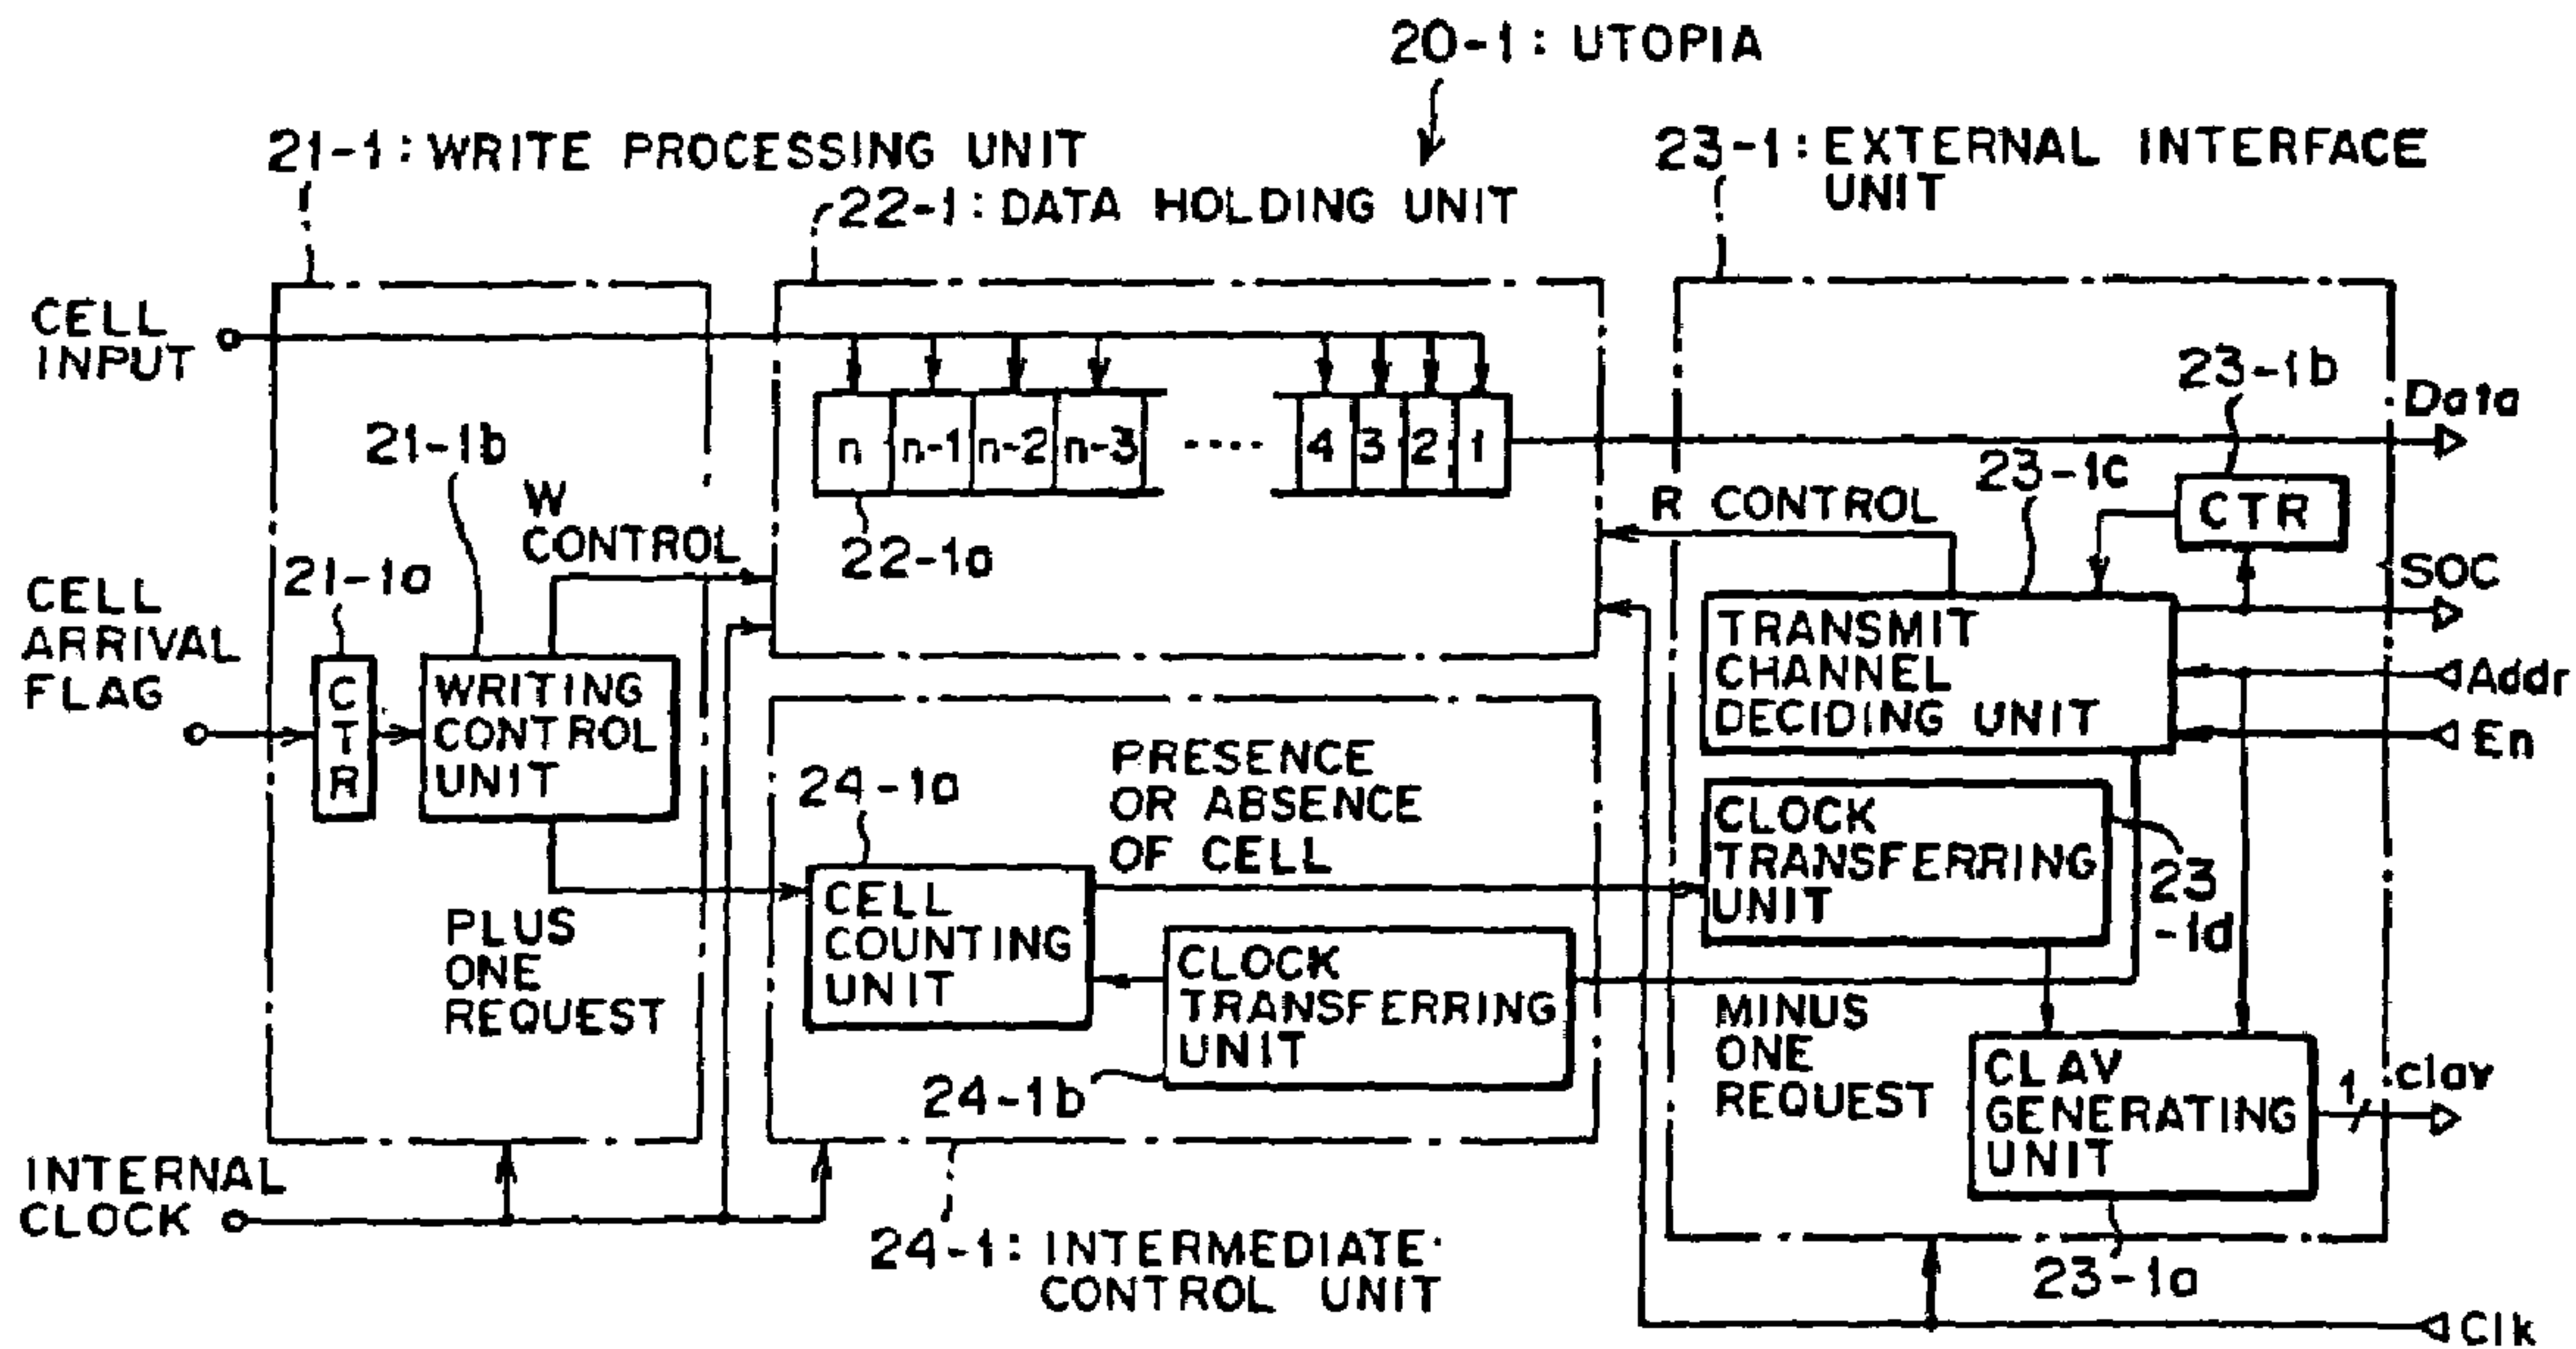 20-1: UTOPIA
21-1: WRITE PROCESSING UNIT
22-1: DATA HOLDING UNIT
23-1: EXTERNAL INTERFACE
UNIT
CELL
INPUT
n n-1 n-2 n-3 .... 4 3 2 1
22-1a
Data
23-1b
CTR
23-1c
R CONTROL
21-1b
W
CONTROL
21-1a
CELL
ARRIVAL
FLAG
C
T
R
WRITING
CONTROL
UNIT
SOC
TRANSMIT
CHANNEL
DECIDING UNIT
Addr
En
PRESENCE
OR ABSENCE
OF CELL
24-1a
CELL
COUNTING
UNIT
CLOCK
TRANSFERRING
UNIT
23
-1d
PLUS
ONE
REQUEST
CLOCK
TRANSFERRING
UNIT
24-1b
MINUS
ONE
REQUEST
CLAV
GENERATING
UNIT
1
clav
23-1a
INTERNAL
CLOCK
24-1: INTERMEDIATE
CONTROL UNIT
Clk